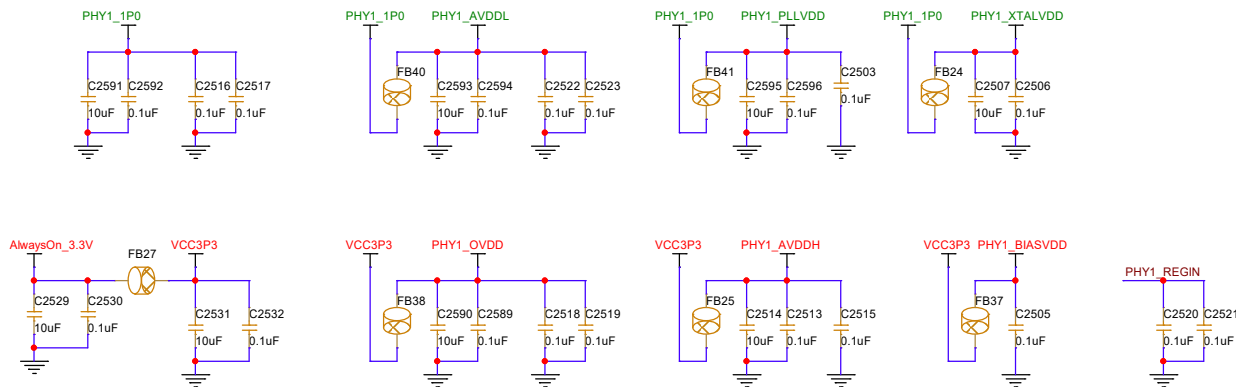 PHY1_1P0
C2591
C2592
C2516
C2517
10uF
0.1uF
0.1uF
0.1uF
PHY1_1P0
PHY1_AVDDL
FB40
C2593
C2594
C2522
C2523
10uF
0.1uF
0.1uF
0.1uF
PHY1_1P0
PHY1_PLLVDD
FB41
C2595
C2596
C2503
10uF
0.1uF
0.1uF
PHY1_1P0
PHY1_XTALVDD
FB24
C2507
C2506
10uF
0.1uF
AlwaysOn_3.3V
FB27
VCC3P3
C2529
C2530
10uF
0.1uF
C2531
C2532
10uF
0.1uF
VCC3P3
PHY1_OVDD
FB38
C2590
C2589
C2518
C2519
10uF
0.1uF
0.1uF
0.1uF
VCC3P3
PHY1_AVDDH
FB25
C2514
C2513
C2515
10uF
0.1uF
0.1uF
VCC3P3
PHY1_BIASVDD
FB37
C2505
0.1uF
PHY1_REGIN
C2520
C2521
0.1uF
0.1uF